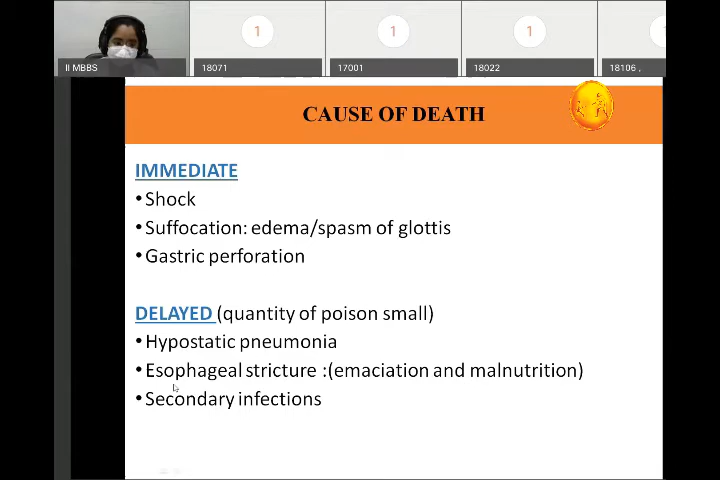 1
1
1
1
II MBBS
18071
17001
18022
18106 ,
CAUSE OF DEATH
IMMEDIATE
•Shock
•Suffocation: edema/spasm of glottis
•Gastric perforation
DELAYED (quantity of poison small)
•Hypostatic pneumonia
•Esophageal stricture :(emaciation and malnutrition)
•Secondary infections